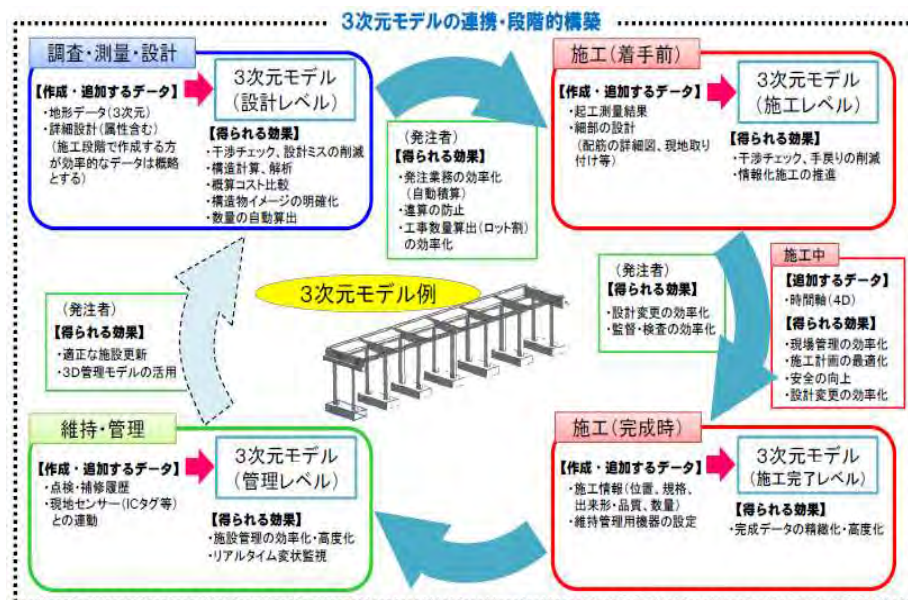 3次元モデルの連携・段階的構築
調査・測量・設計
【作成・追加するデータ】
・地形データ(3次元)
・詳細設計(属性含む)
(施工段階で作成する方
が効率的なデータは概略
とする)
3次元モデル
(設計レベル)
【得られる効果】
・干渉チェック、設計ミスの削減
・構造計算、解析
・概算コスト比較
・構造物イメージの明確化
・数量の自動算出
(発注者)
【得られる効果】
・発注業務の効率化
(自動積算)
・違算の防止
・工事数量算出(ロット割)
の効率化
施工(着手前)
【作成・追加するデータ】
・起工測量結果
・細部の設計
(配筋の詳細図、現地取り
付け等)
3次元モデル
(施工レベル)
【得られる効果】
・干渉チェック、手戻りの削減
・情報化施工の推進
(発注者)
【得られる効果】
・設計変更の効率化
・監督・検査の効率化
施工中
【追加するデータ】
・時間軸(4D)
【得られる効果】
・現場管理の効率化
・施工計画の最適化
・安全の向上
・設計変更の効率化
3次元モデル例
施工(完成時)
【作成・追加するデータ】
・施工情報(位置、規格、
出来形・品質、数量)
・維持管理用機器の設定
3次元モデル
(施工完了レベル)
【得られる効果】
・完成データの精緻化・高度化
維持・管理
【作成・追加するデータ】
・点検・補修履歴
・現地センサー(ICタグ等)
との連動
3次元モデル
(管理レベル)
【得られる効果】
・施設管理の効率化・高度化
・リアルタイム変状監視
(発注者)
【得られる効果】
・適正な施設更新
・3D管理モデルの活用